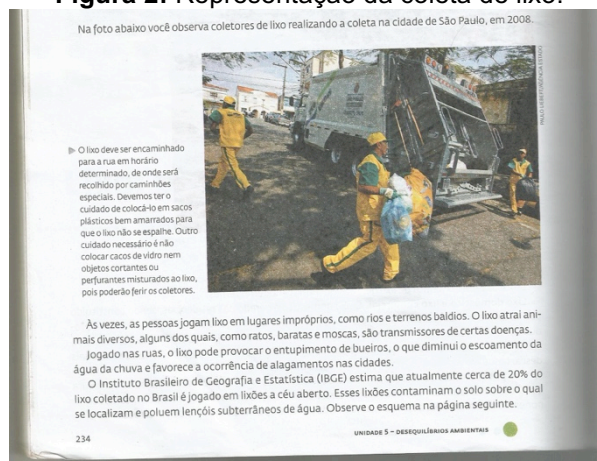 Figura 2: Representação da coleta de lixo.
Na foto abaixo você observa coletores de lixo realizando a coleta na cidade de São Paulo, em 2008.
O lixo deve ser encaminhado
para a rua em horário
determinado, de onde será
recolhido por caminhões
especiais. Devemos ter o
cuidado de colocá-lo em sacos
plásticos bem amarrados para
que o lixo não se espalhe. Outro
cuidado necessário é não
colocar cacos de vidro nem
objetos cortantes ou
perfurantes misturados ao lixo,
pois poderão ferir os coletores.
Às vezes, as pessoas jogam lixo em lugares impróprios, como rios e terrenos baldios. O lixo atrai ani-
mais diversos, alguns dos quais, como ratos, baratas e moscas, são transmissores de certas doenças.
Jogado nas ruas, o lixo pode provocar o entupimento de bueiros, o que diminui o escoamento da
água da chuva e favorece a ocorrência de alagamentos nas cidades.
O Instituto Brasileiro de Geografia e Estatística (IBGE) estima que atualmente cerca de 20% do
lixo coletado no Brasil é jogado em lixões a céu aberto. Esses lixões contaminam o solo sobre o qual
se localizam e poluem lençóis subterrâneos de água. Observe o esquema na página seguinte.
234
UNIDADE 5 – DESEQUILÍBRIOS AMBIENTAIS